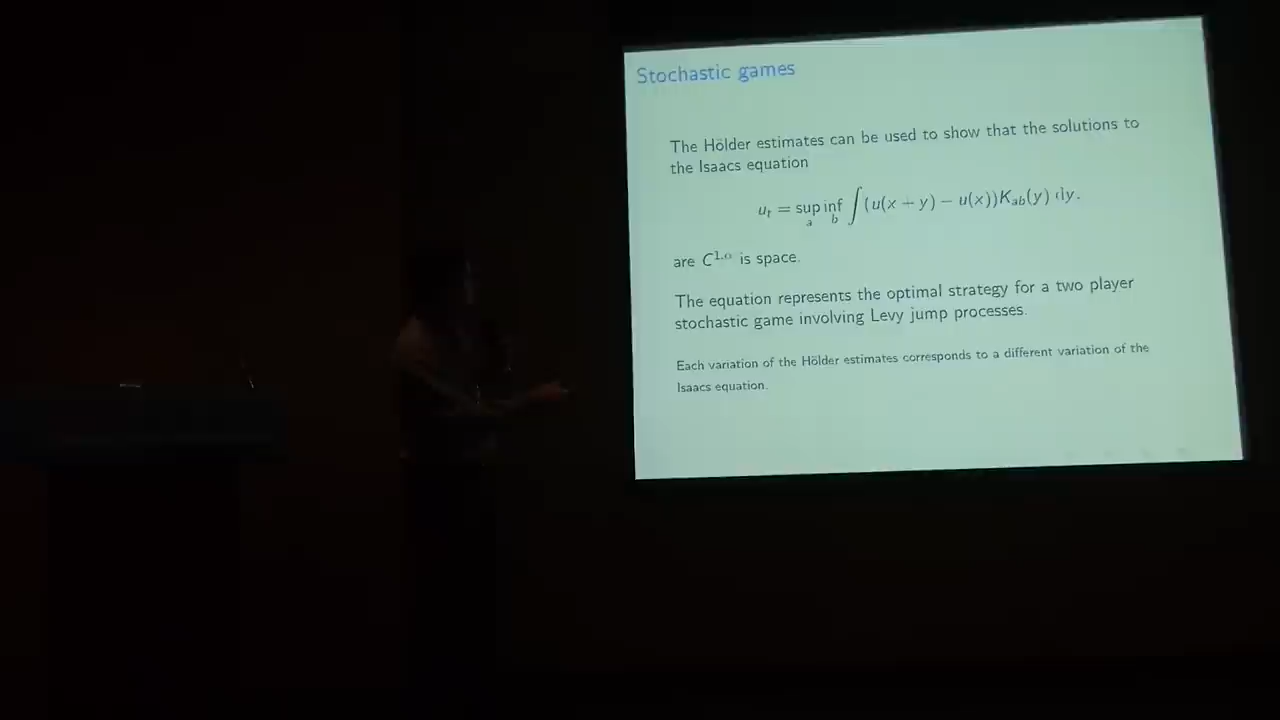 Stochastic games
The Hölder estimates can be used to show that the solutions to
the Isaacs equation
u_t = sup_a inf_b ∫ (u(x + y) − u(x))K_ab(y) dy.
are C^{1,α} is space.
The equation represents the optimal strategy for a two player
stochastic game involving Levy jump processes.
Each variation of the Hölder estimates corresponds to a different variation of the
Isaacs equation.